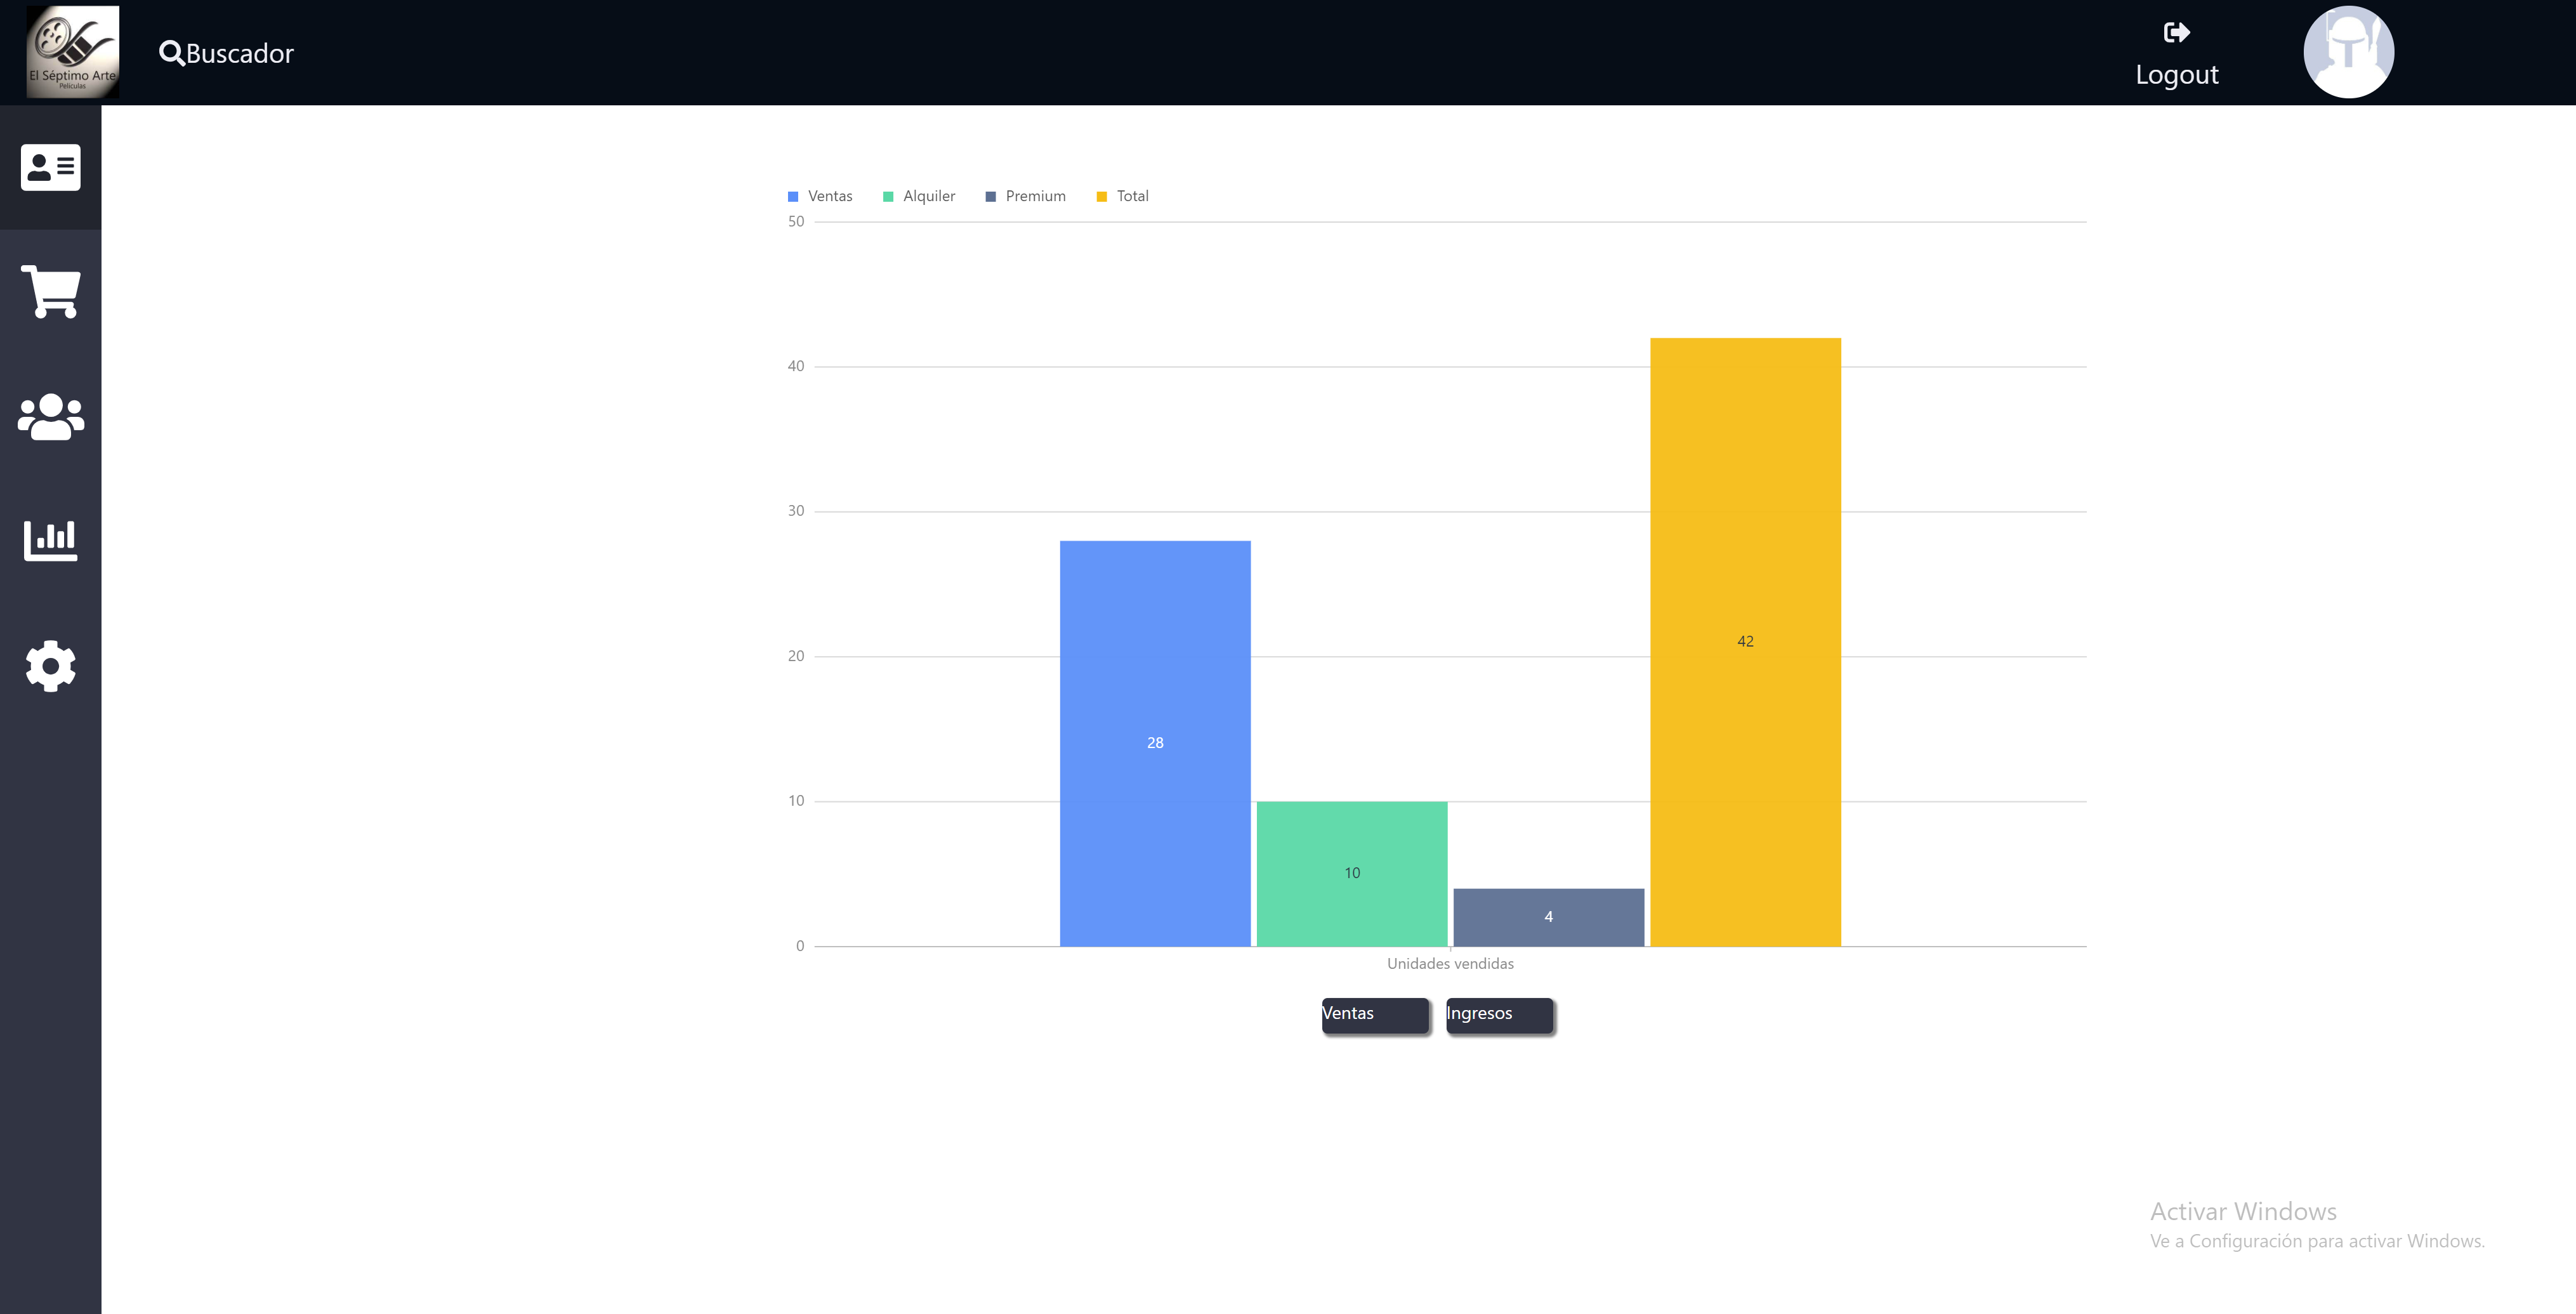 El Séptimo Arte
Películas
Buscador
Logout
Ventas Alquiler Premium Total
50
40
30
20
10
0
28
10
4
42
Unidades vendidas
Ventas Ingresos
Activar Windows
Ve a Configuración para activar Windows.